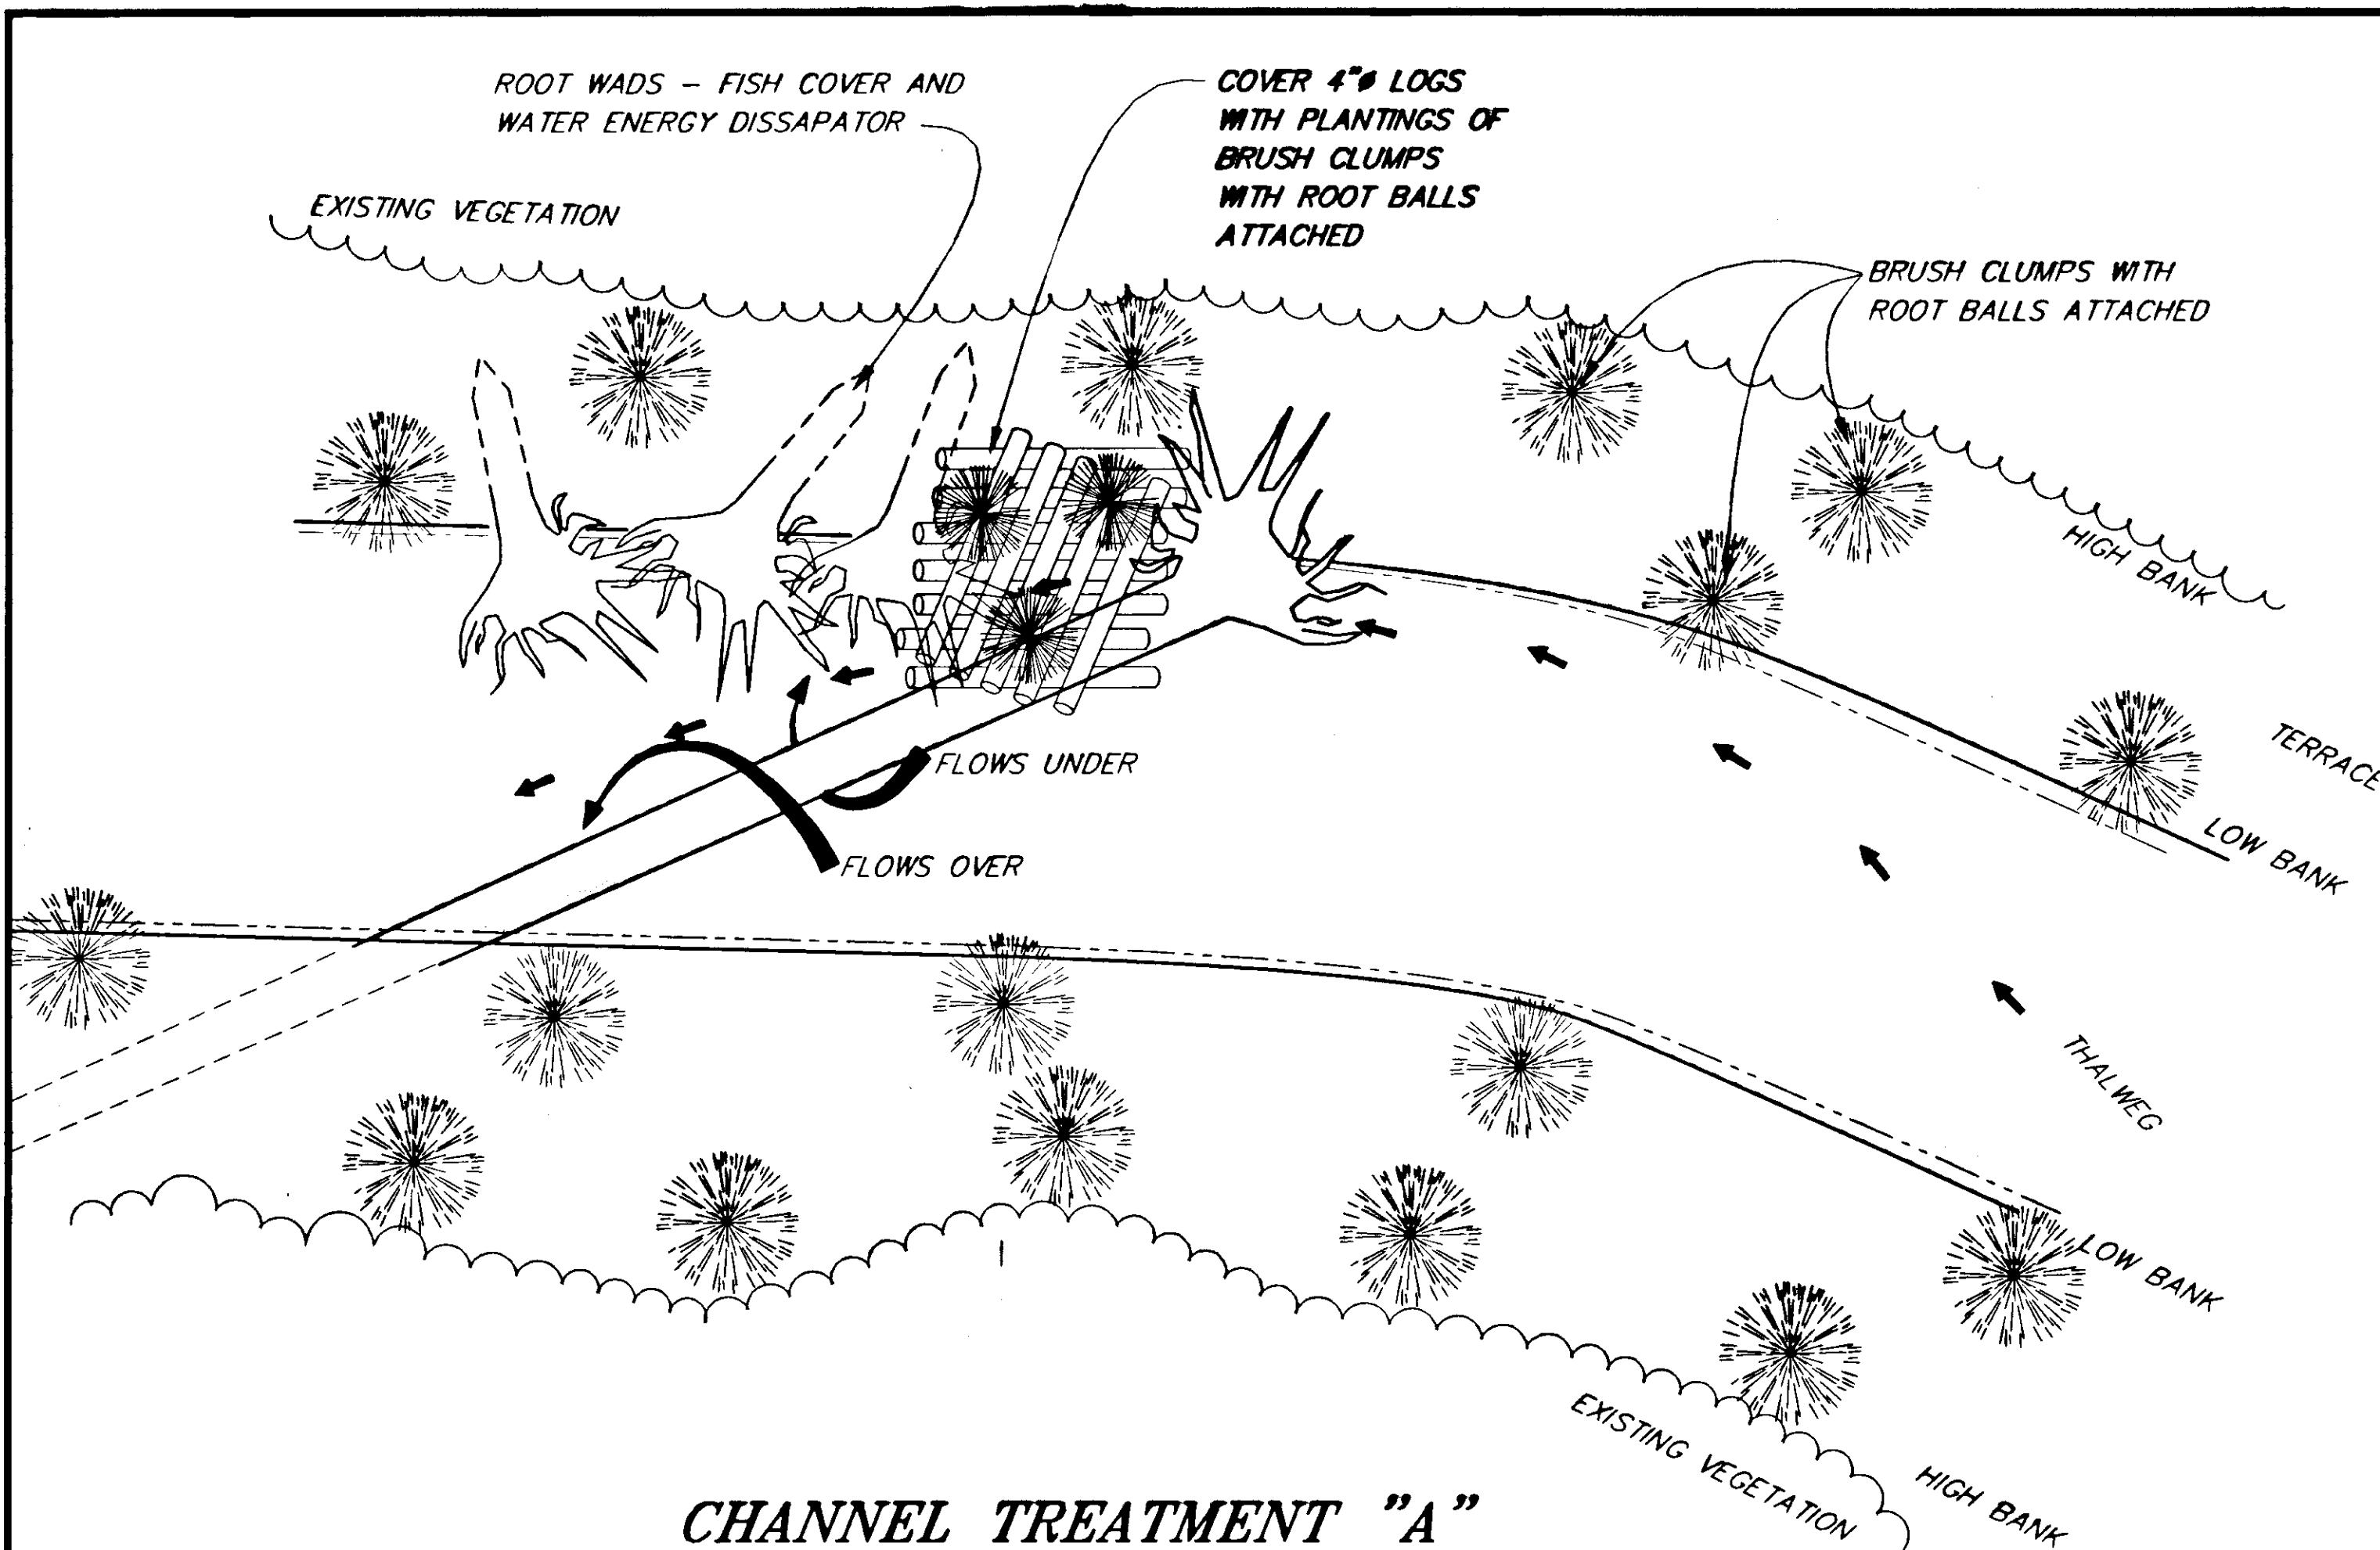 ROOT WADS - FISH COVER AND
WATER ENERGY DISSAPATOR
COVER 4"ø LOGS
WITH PLANTINGS OF
BRUSH CLUMPS
WITH ROOT BALLS
ATTACHED
EXISTING VEGETATION
BRUSH CLUMPS WITH
ROOT BALLS ATTACHED
HIGH BANK
TERRACE
LOW BANK
FLOWS UNDER
FLOWS OVER
THALWEG
LOW BANK
EXISTING VEGETATION
HIGH BANK
CHANNEL TREATMENT "A"